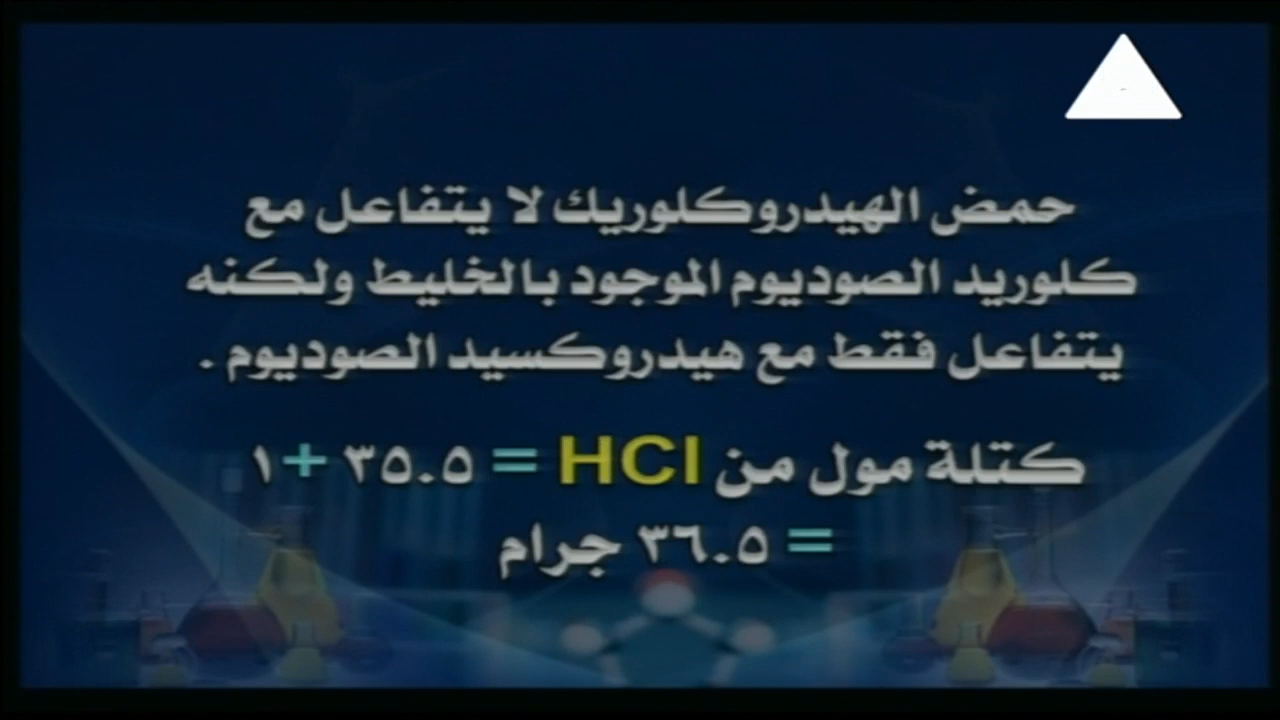 حمض الهيدروكلوريك لا يتفاعل مع
كلوريد الصوديوم الموجود بالخليط ولكنه
يتفاعل فقط مع هيدروكسيد الصوديوم .
كتلة مول من HCl = ٣٥.٥ + ١
= ٣٦.٥ جرام